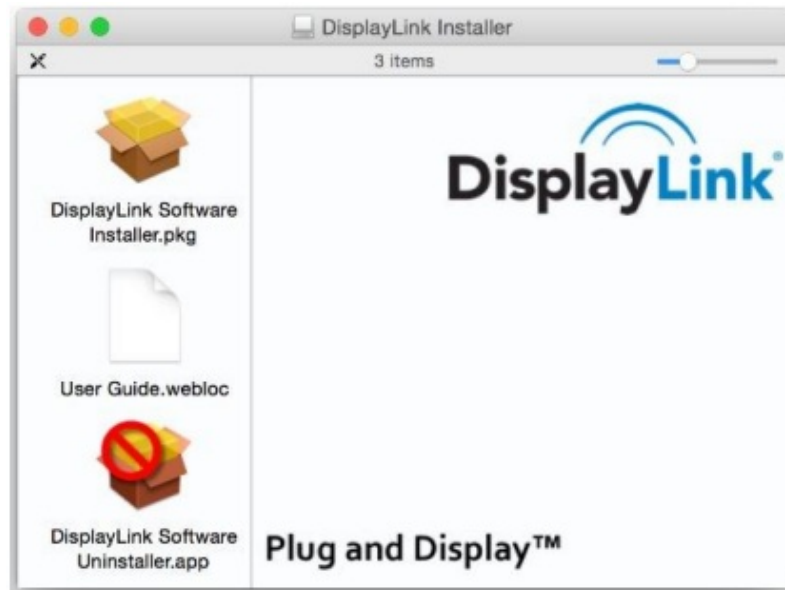 DisplayLink Installer
3 items
DisplayLink Software
Installer.pkg
User Guide.webloc
DisplayLink Software
Uninstaller.app
DisplayLink®
Plug and Display™